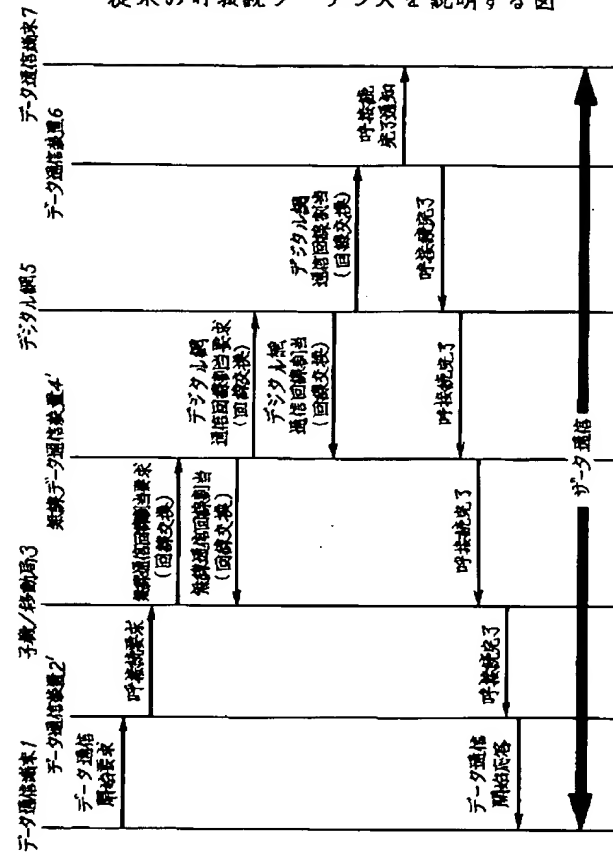 従来の呼接続シーケンスを説明する図
データ通信端末1
データ通信装置2'
子機/移動局3
無線データ通信装置4'
デジタル網5
データ通信装置6
データ通信端末7
データ通信
開始要求
呼接続要求
無線通信回線割当要求
(回線交換)
無線通信回線割当
(回線交換)
デジタル網
通信回線割当要求
(回線交換)
デジタル網
通信回線割当
(回線交換)
デジタル網
通信回線割当
(回線交換)
呼接続
完了通知
呼接続完了
呼接続完了
呼接続完了
呼接続完了
データ通信
開始応答
データ通信